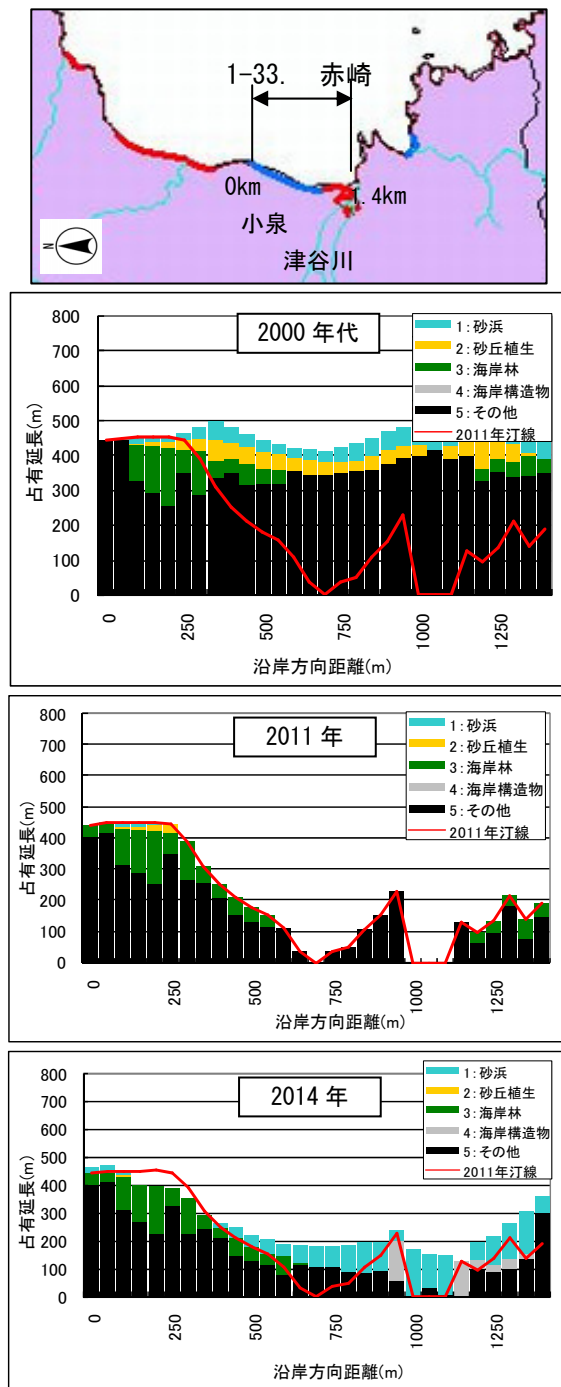 1-33. 赤崎
0km
1.4km
小泉
津谷川
N
2000 年代
1:砂浜
2:砂丘植生
3:海岸林
4:海岸構造物
5:その他
2011年汀線
占有延長(m)
800
700
600
500
400
300
200
100
0
0
250
500
750
1000
1250
沿岸方向距離(m)
2011 年
1:砂浜
2:砂丘植生
3:海岸林
4:海岸構造物
5:その他
2011年汀線
占有延長(m)
800
700
600
500
400
300
200
100
0
0
250
500
750
1000
1250
沿岸方向距離(m)
2014 年
1:砂浜
2:砂丘植生
3:海岸林
4:海岸構造物
5:その他
2011年汀線
占有延長(m)
800
700
600
500
400
300
200
100
0
0
250
500
750
1000
1250
沿岸方向距離(m)